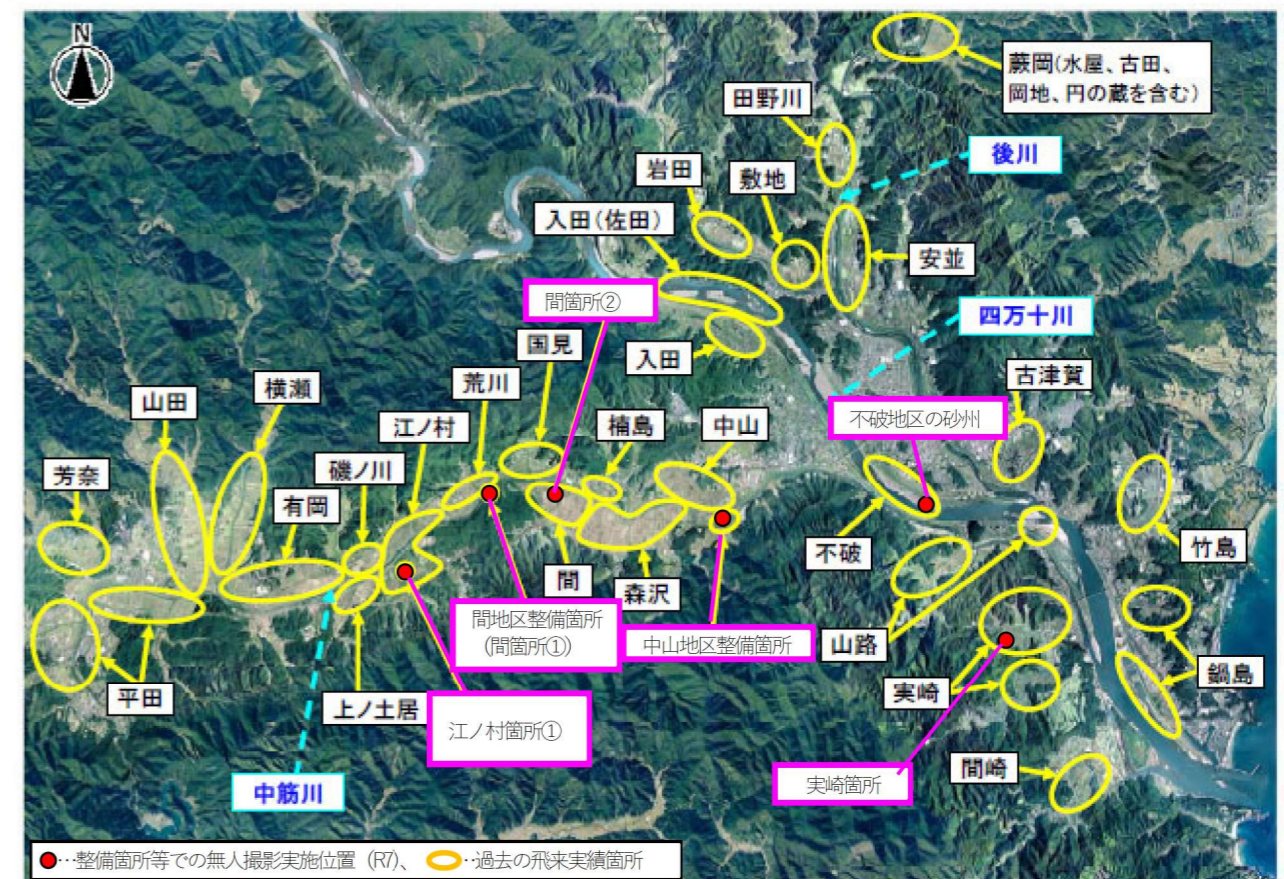 N
蕨岡(水屋、古田、
岡地、円の蔵を含む)
田野川
後川
岩田
敷地
入田(佐田)
安並
間箇所②
四万十川
国見
入田
古津賀
荒川
横瀬
山田
江ノ村
楠島
中山
不破地区の砂州
磯ノ川
芳奈
有岡
竹島
不破
間
森沢
間地区整備箇所
(間箇所①)
中山地区整備箇所
山路
鍋島
実崎
平田
上ノ土居
江ノ村箇所①
間崎
実崎箇所
中筋川
●…整備箇所等での無人撮影実施位置 (R7)、 ○…過去の飛来実績箇所